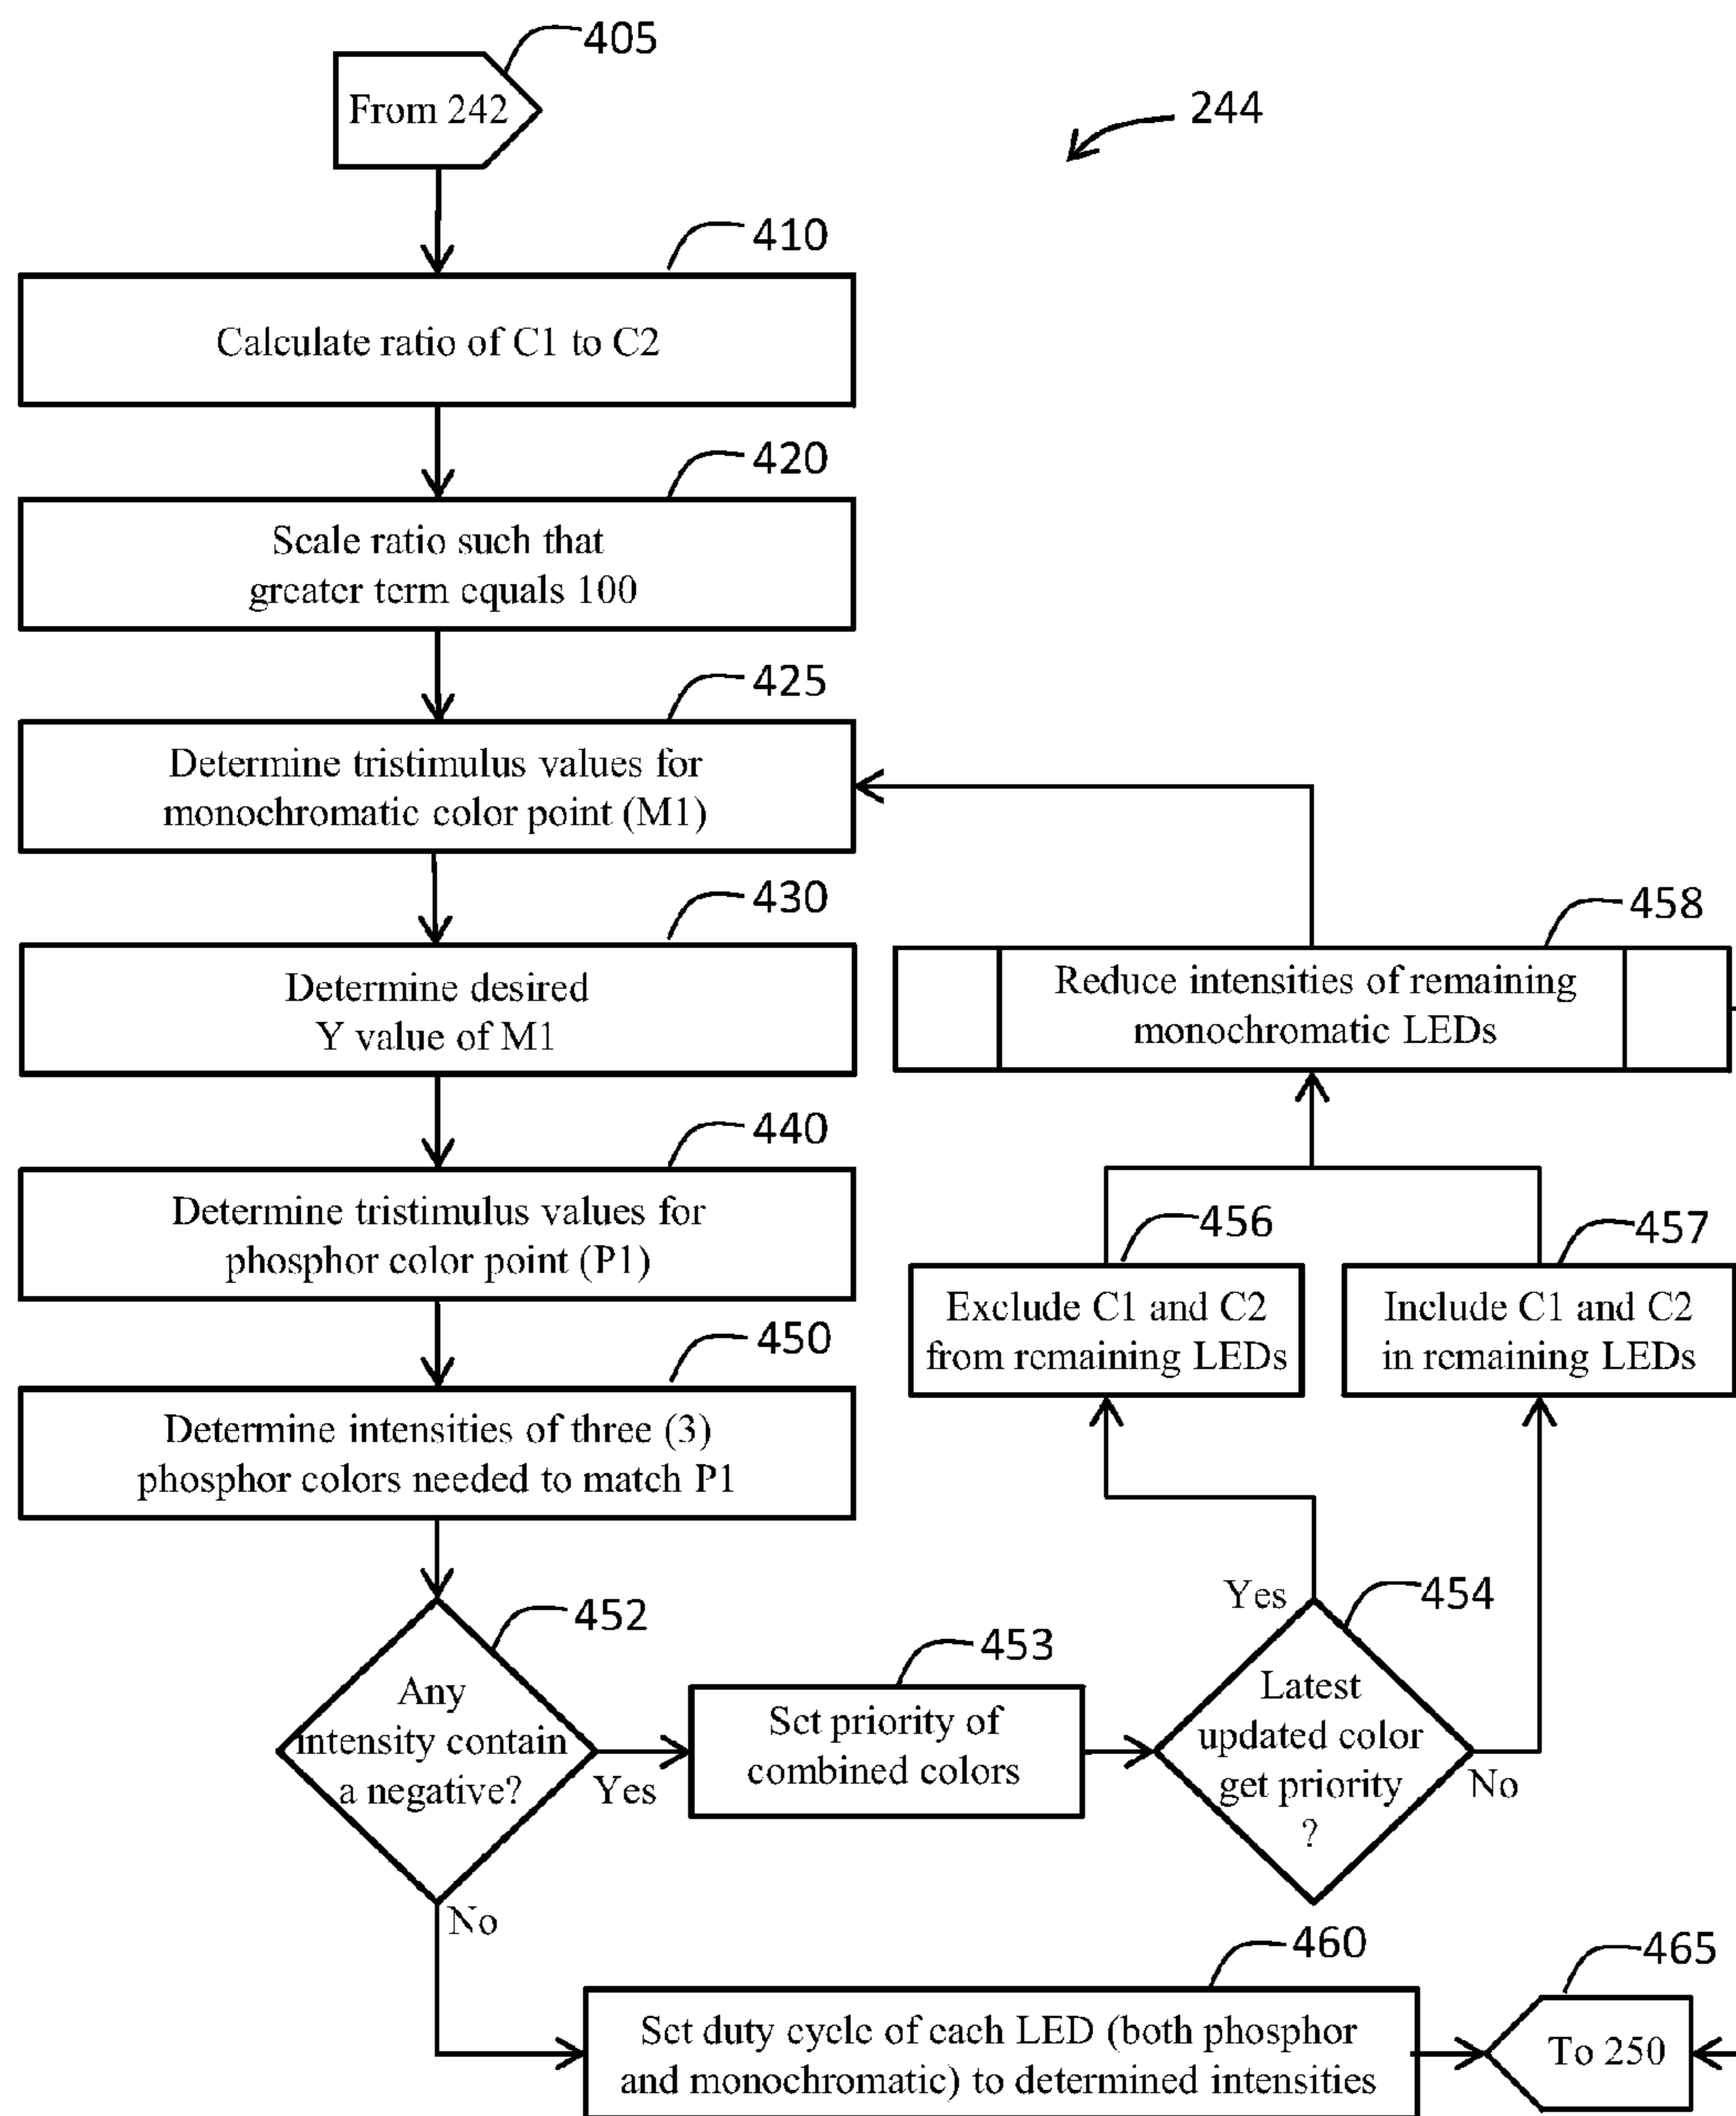 405
From 242
244
410
Calculate ratio of C1 to C2
420
Scale ratio such that
greater term equals 100
425
Determine tristimulus values for
monochromatic color point (M1)
430
Determine desired
Y value of M1
458
Reduce intensities of remaining
monochromatic LEDs
440
Determine tristimulus values for
phosphor color point (P1)
456
Exclude C1 and C2
from remaining LEDs
457
Include C1 and C2
in remaining LEDs
450
Determine intensities of three (3)
phosphor colors needed to match P1
452
Any
intensity contain
a negative?
Yes
No
453
Set priority of
combined colors
454
Latest
updated color
get priority
?
Yes
No
460
Set duty cycle of each LED (both phosphor
and monochromatic) to determined intensities
465
To 250